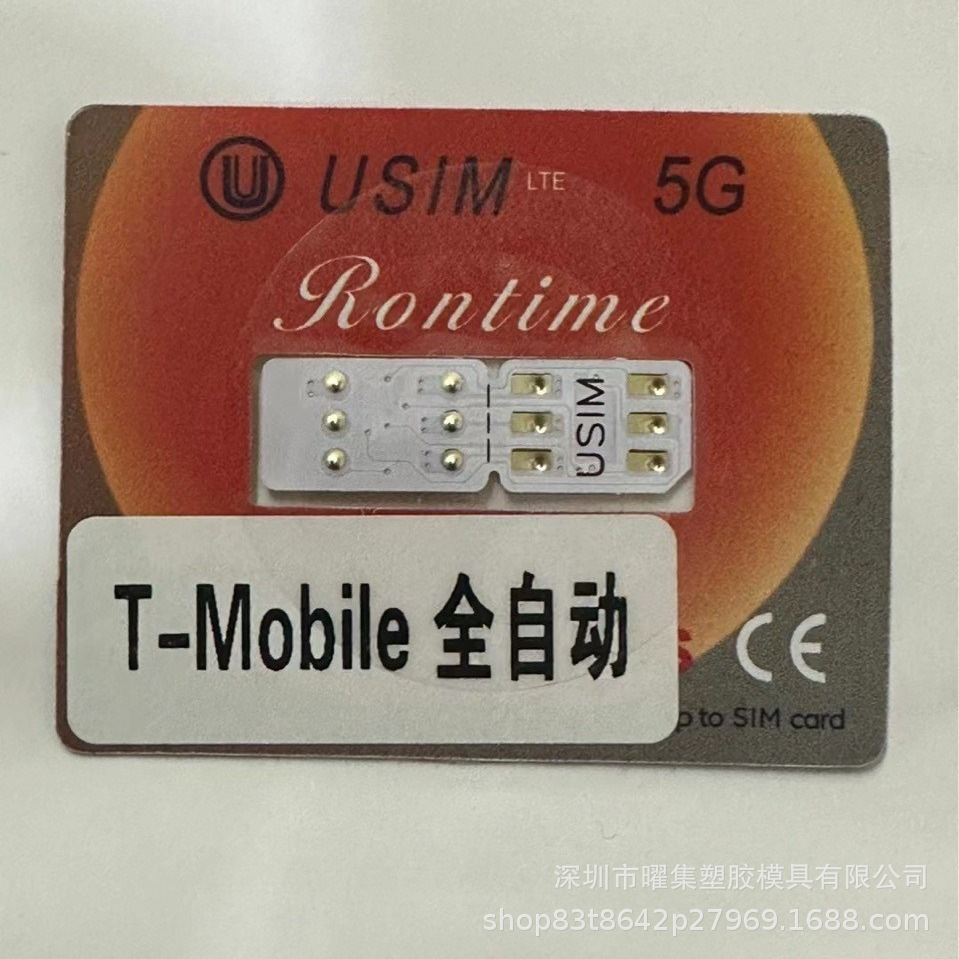 U USIM LTE 5G
Rontime
USIM
T-Mobile 全自动
S CE
p to SIM card
深圳市曜集塑胶模具有限公司
shop83t8642p27969.1688.com